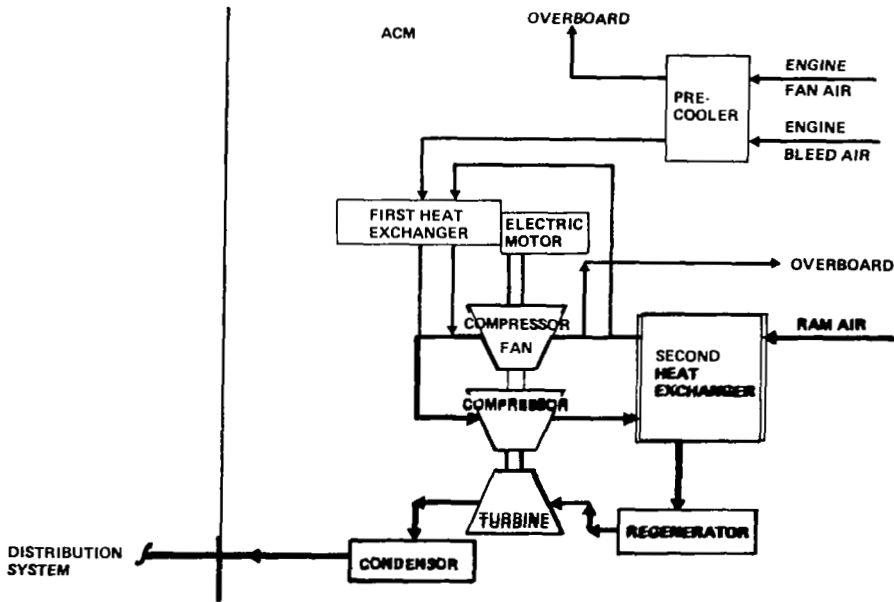 OVERBOARD
ACM
ENGINE
FAN AIR
PRE-
COOLER
ENGINE
BLEED AIR
FIRST HEAT
EXCHANGER
ELECTRIC
MOTOR
OVERBOARD
COMPRESSOR
FAN
RAM AIR
SECOND
HEAT
EXCHANGER
COMPRESSOR
TURBINE
REGENERATOR
DISTRIBUTION
SYSTEM
CONDENSOR